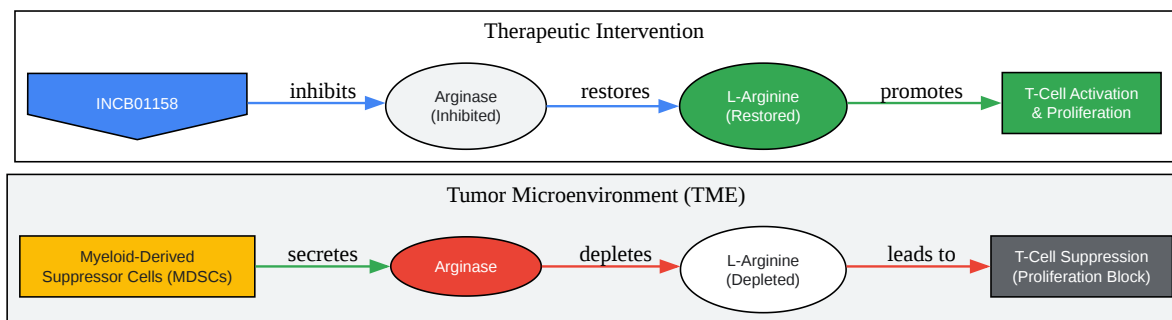 Therapeutic Intervention
INCB01158
inhibits
Arginase
(Inhibited)
restores
L-Arginine
(Restored)
promotes
T-Cell Activation
& Proliferation
Tumor Microenvironment (TME)
Myeloid-Derived
Suppressor Cells (MDSCs)
secretes
Arginase
depletes
L-Arginine
(Depleted)
leads to
T-Cell Suppression
(Proliferation Block)